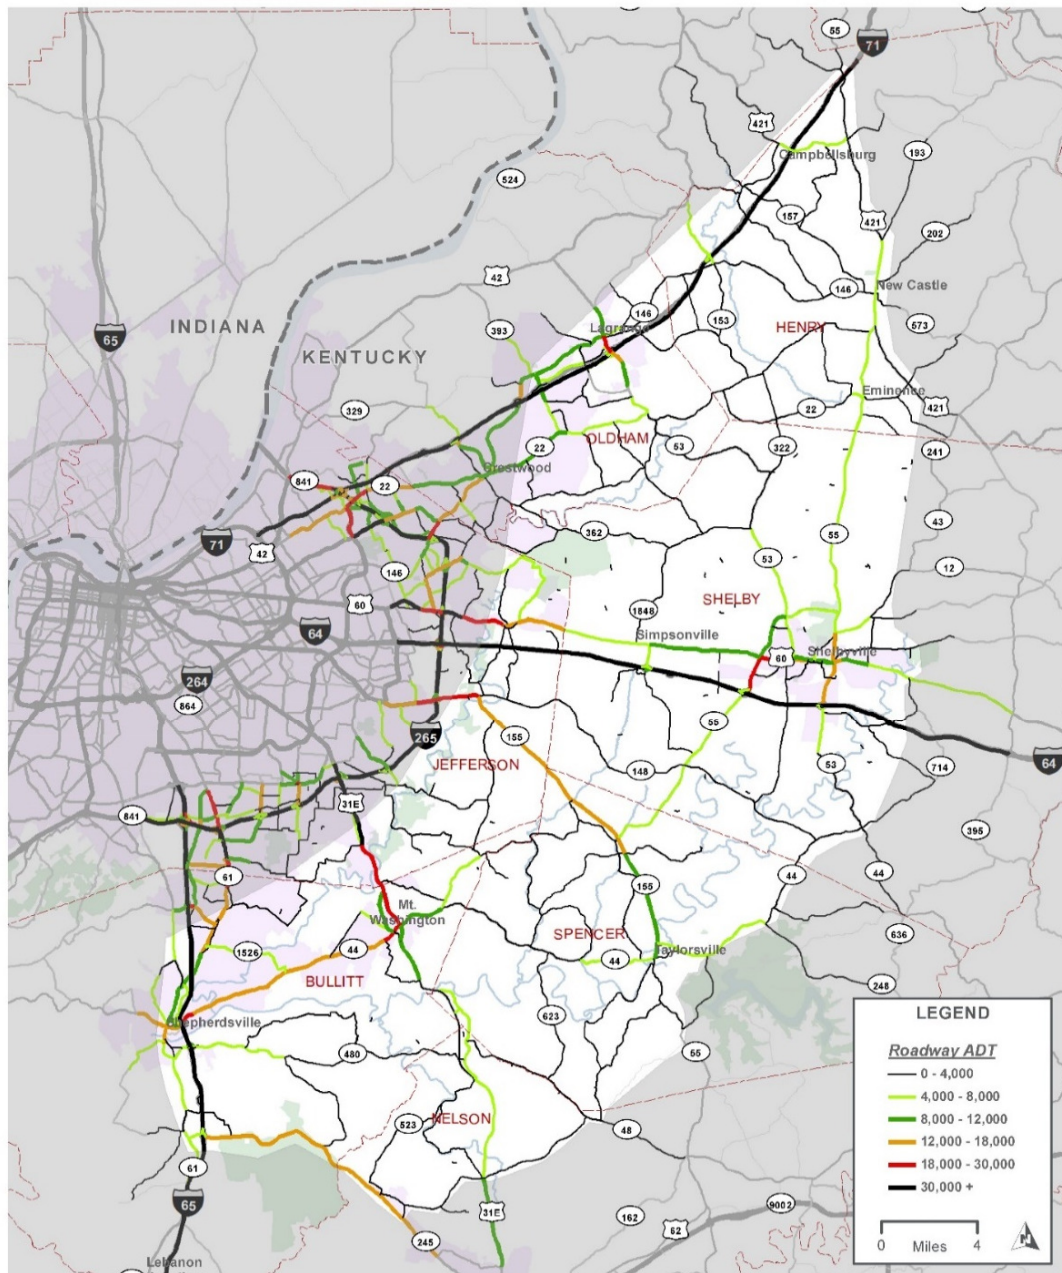 55
71
421
Campbellsburg
193
524
157
421
202
42
146
New Castle
INDIANA
65
393
146
Lagrange
153
HENRY
573
KENTUCKY
329
Eminence
22
421
OLDHAM
53
322
241
22
Crestwood
841
22
43
71
42
362
55
53
12
146
60
1848
SHELBY
64
Simpsonville
60
Shelbyville
264
864
55
265
155
JEFFERSON
148
53
714
64
31E
841
395
61
155
44
44
Mt.
Washington
SPENCER
636
1526
44
44
Taylorsville
BULLITT
248
Shepherdsville
623
480
55
NELSON
523
48
61
65
31E
162
62
9002
245
Lebanon
LEGEND
Roadway ADT
0 - 4,000
4,000 - 8,000
8,000 - 12,000
12,000 - 18,000
18,000 - 30,000
30,000 +
0 Miles 4
N